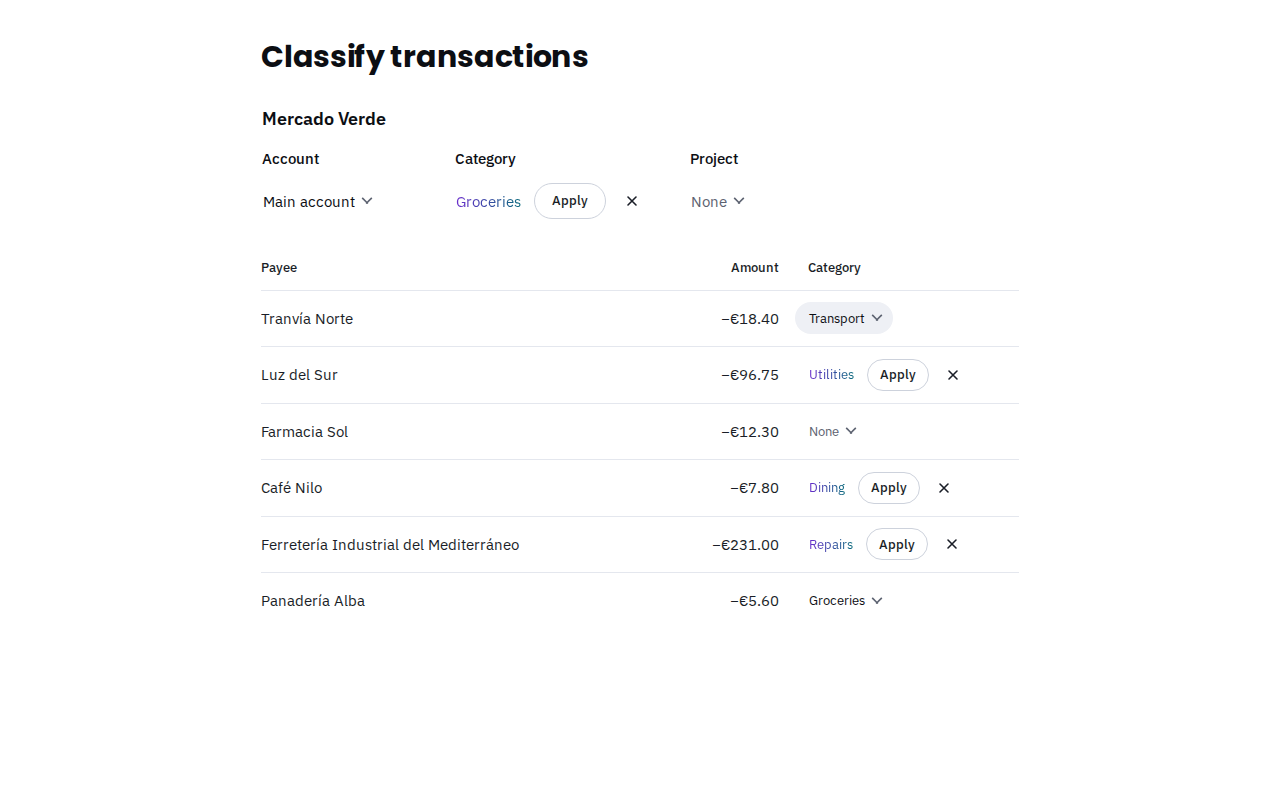 Classify transactions
Mercado Verde
Account Category Project
Main account Groceries Apply None
Payee Amount Category
Tranvía Norte −€18.40 Transport
Luz del Sur −€96.75 Utilities Apply
Farmacia Sol −€12.30 None
Café Nilo −€7.80 Dining Apply
Ferretería Industrial del Mediterráneo −€231.00 Repairs Apply
Panadería Alba −€5.60 Groceries